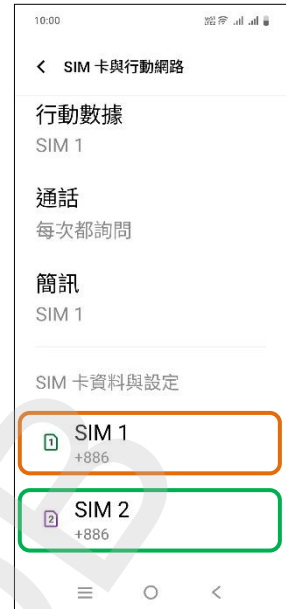 10:00
SIM 卡與行動網路
行動數據
SIM 1
通話
每次都詢問
簡訊
SIM 1
SIM 卡資料與設定
1 SIM 1
+886
2 SIM 2
+886